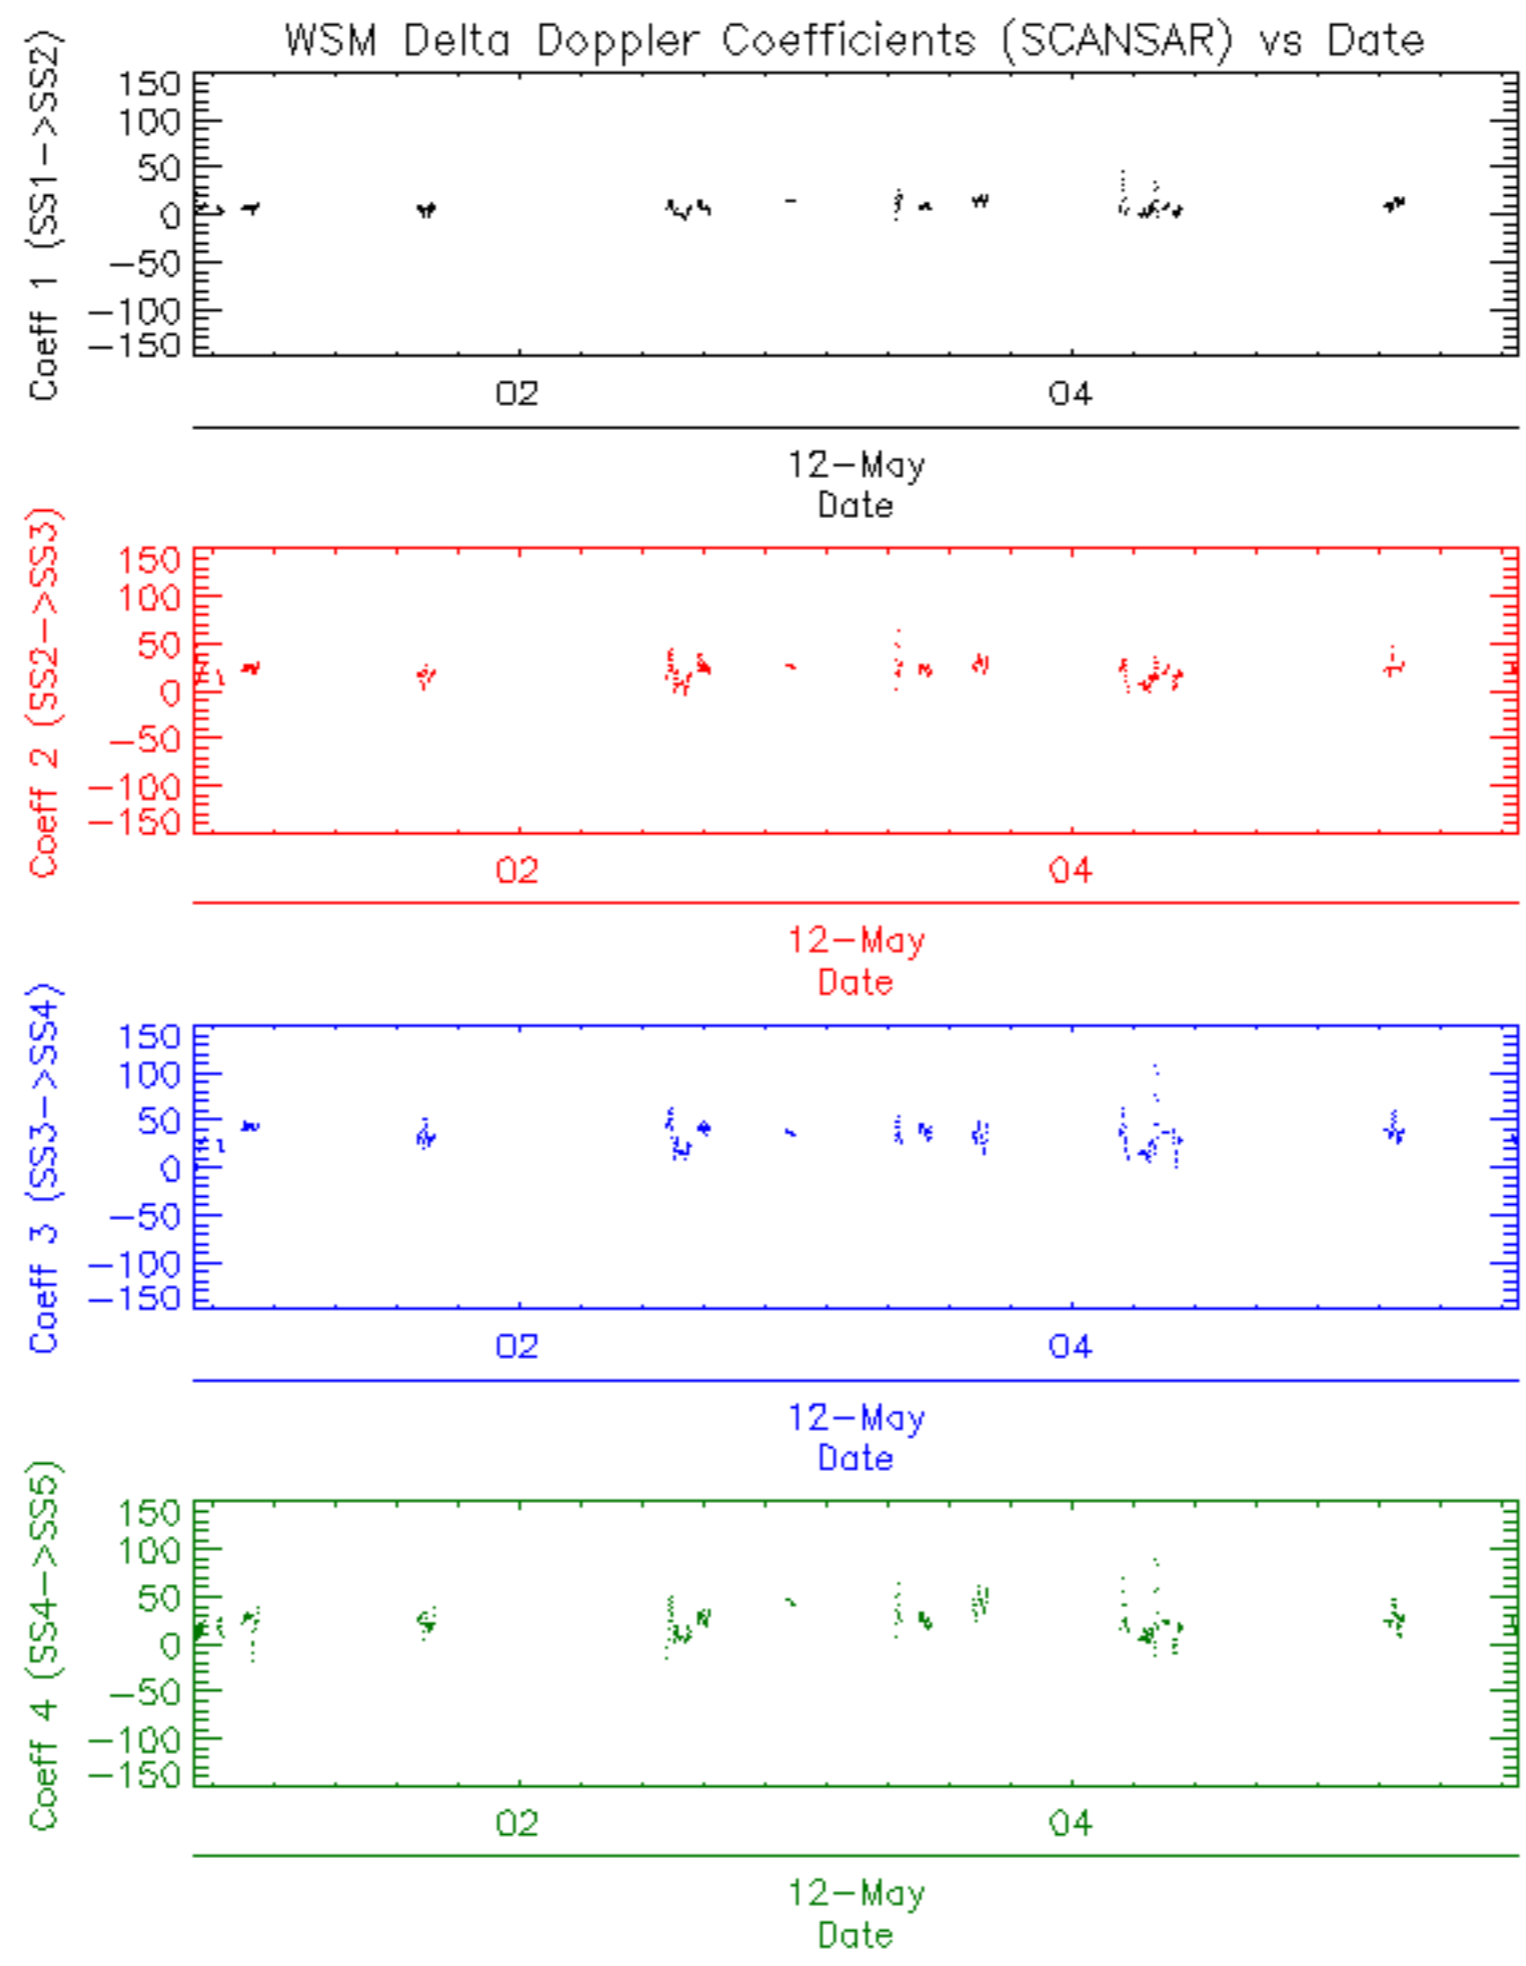 WSM Delta Doppler Coefficients (SCANSAR) vs Date
Coeff 1 (SS1->SS2)
150
100
50
0
-50
-100
-150
02 04
12-May
Date
Coeff 2 (SS2->SS3)
150
100
50
0
-50
-100
-150
02 04
12-May
Date
Coeff 3 (SS3->SS4)
150
100
50
0
-50
-100
-150
02 04
12-May
Date
Coeff 4 (SS4->SS5)
150
100
50
0
-50
-100
-150
02 04
12-May
Date